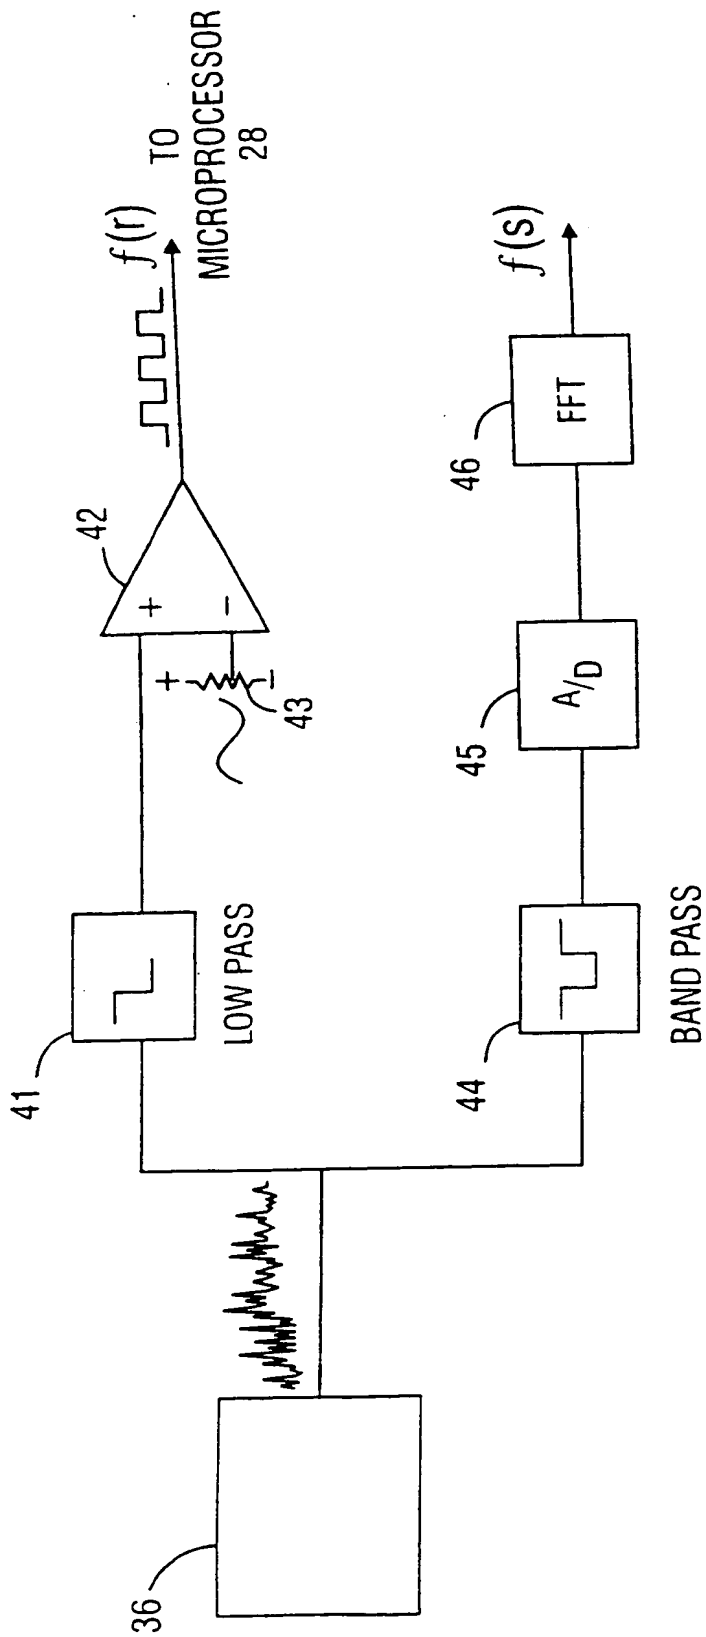 36
41
LOW PASS
+
-
43
+
-
42
f(r)
TO
MICROPROCESSOR
28
44
BAND PASS
45
A/D
46
FFT
f(s)